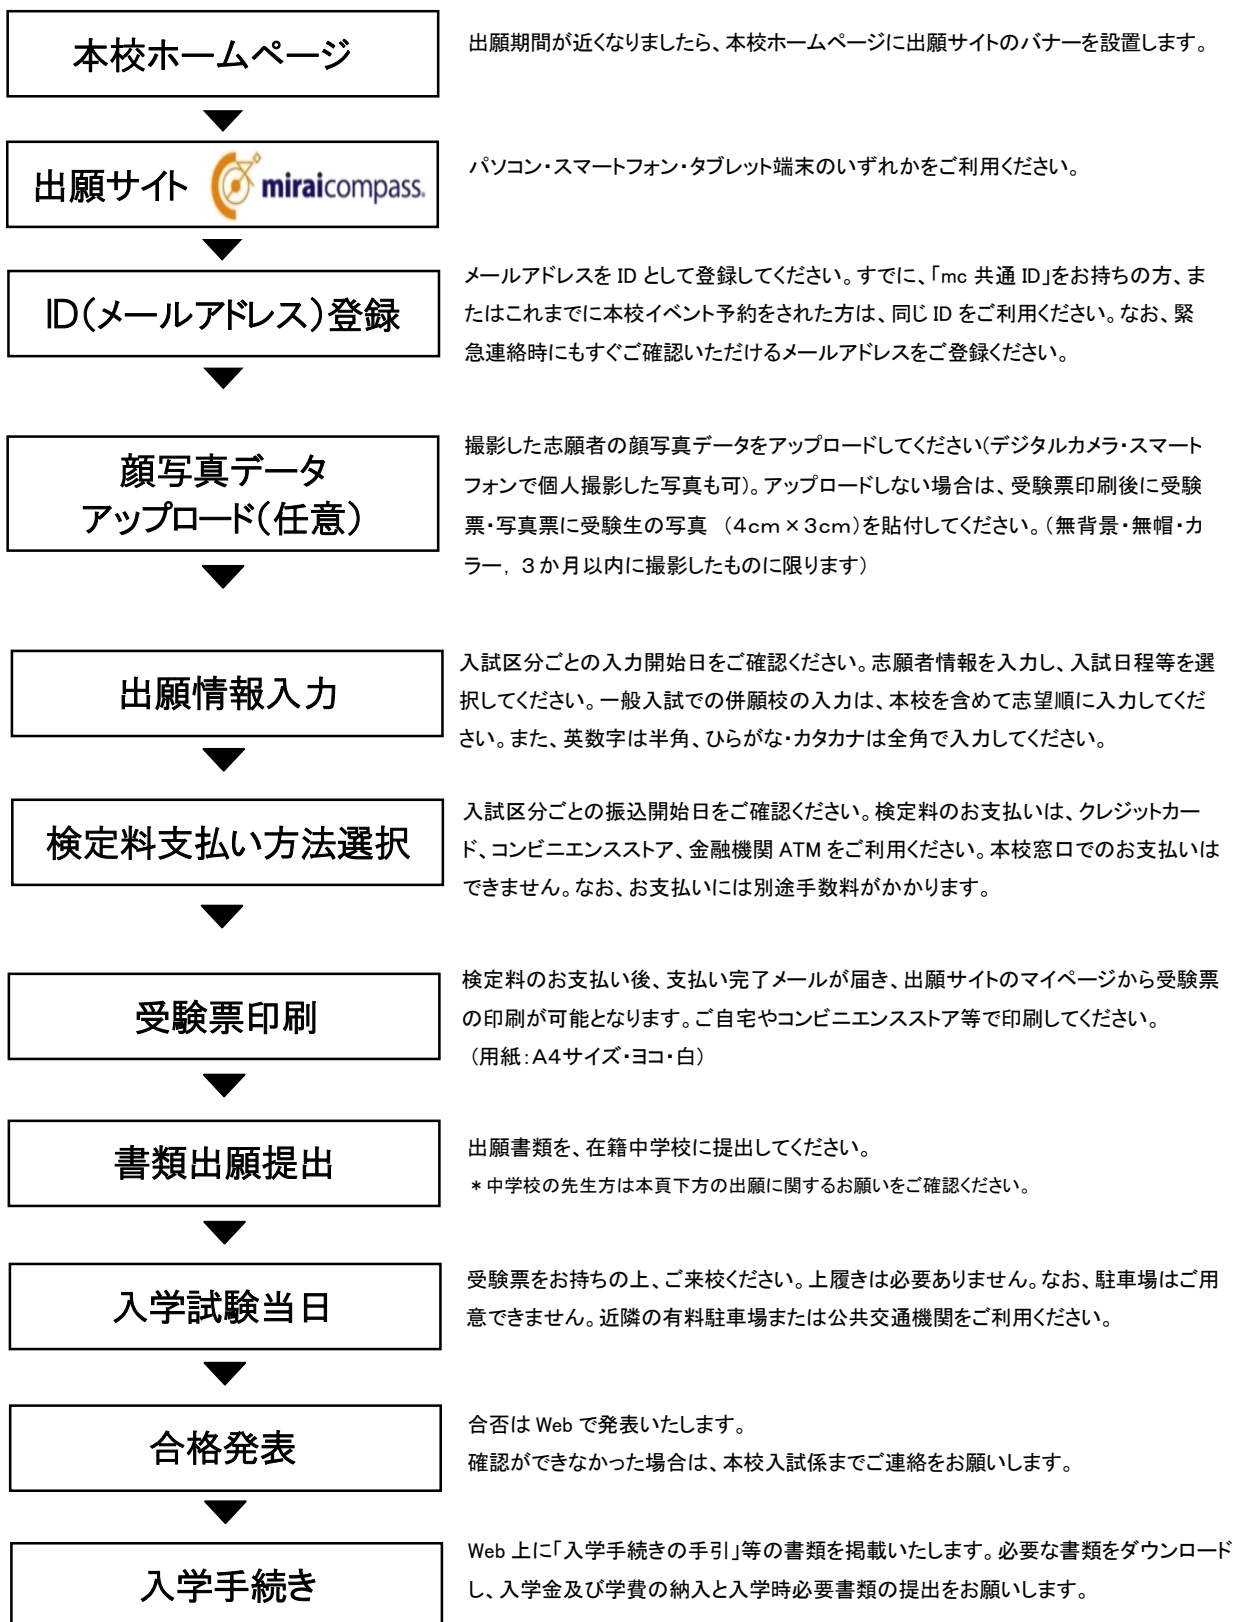 本校ホームページ
出願期間が近くなりましたら、本校ホームページに出願サイトのバナーを設置します。
出願サイト miraicompass.
パソコン・スマートフォン・タブレット端末のいずれかをご利用ください。
ID(メールアドレス)登録
メールアドレスを ID として登録してください。すでに、「mc 共通 ID」をお持ちの方、ま
たはこれまでに本校イベント予約をされた方は、同じ ID をご利用ください。なお、緊
急連絡時にもすぐご確認いただけるメールアドレスをご登録ください。
顔写真データ
アップロード(任意)
撮影した志願者の顔写真データをアップロードしてください(デジタルカメラ・スマート
フォンで個人撮影した写真も可)。アップロードしない場合は、受験票印刷後に受験
票・写真票に受験生の写真 (4cm×3cm)を貼付してください。(無背景・無帽・カ
ラー, 3か月以内に撮影したものに限ります)
出願情報入力
入試区分ごとの入力開始日をご確認ください。志願者情報を入力し、入試日程等を選
択してください。一般入試での併願校の入力は、本校を含めて志望順に入力してくだ
さい。また、英数字は半角、ひらがな・カタカナは全角で入力してください。
検定料支払い方法選択
入試区分ごとの振込開始日をご確認ください。検定料のお支払いは、クレジットカー
ド、コンビニエンスストア、金融機関 ATM をご利用ください。本校窓口でのお支払いは
できません。なお、お支払いには別途手数料がかかります。
受験票印刷
検定料のお支払い後、支払い完了メールが届き、出願サイトのマイページから受験票
の印刷が可能となります。ご自宅やコンビニエンスストア等で印刷してください。
(用紙:A4サイズ・ヨコ・白)
書類出願提出
出願書類を、在籍中学校に提出してください。
*中学校の先生方は本頁下方の出願に関するお願いをご確認ください。
入学試験当日
受験票をお持ちの上、ご来校ください。上履きは必要ありません。なお、駐車場はご用
意できません。近隣の有料駐車場または公共交通機関をご利用ください。
合格発表
合否は Web で発表いたします。
確認ができなかった場合は、本校入試係までご連絡をお願いします。
入学手続き
Web 上に「入学手続きの手引」等の書類を掲載いたします。必要な書類をダウンロード
し、入学金及び学費の納入と入学時必要書類の提出をお願いします。